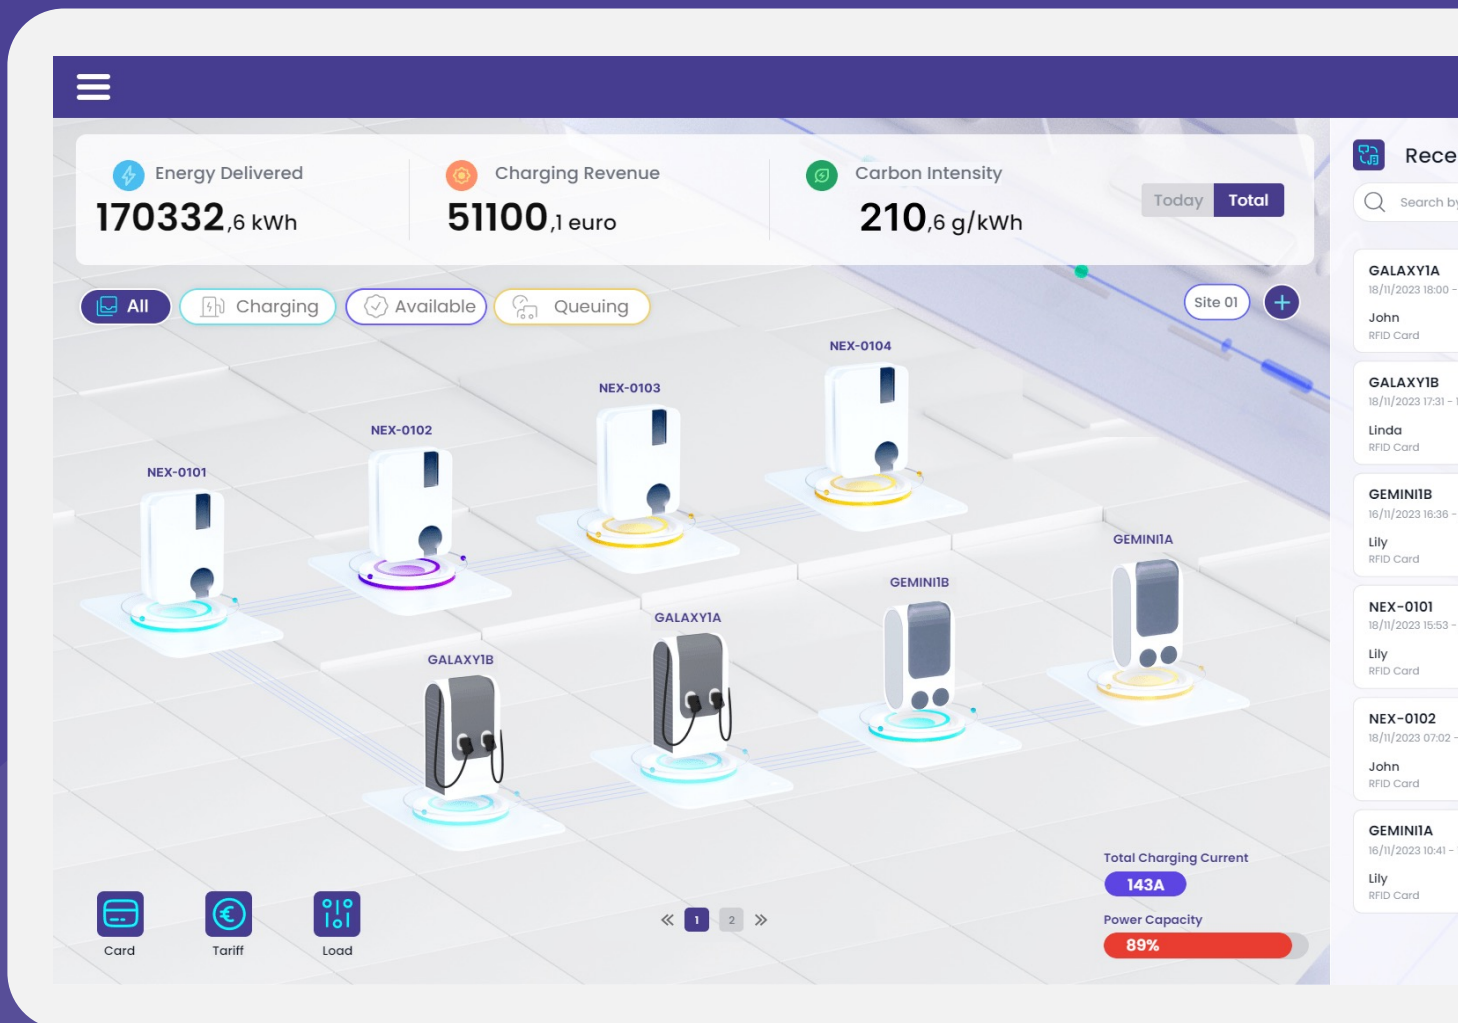 Energy Delivered
170332,6 kWh
Charging Revenue
51100,1 euro
Carbon Intensity
210,6 g/kWh
Today Total
All Charging Available Queuing
Site 01
NEX-0104
NEX-0103
NEX-0102
NEX-0101
GEMINI1A
GEMINI1B
GALAXY1A
GALAXY1B
Total Charging Current
143A
Power Capacity
89%
Card
Tariff
Load
1 2
Search
GALAXY1A
18/11/2023 18:00 -
John
RFID Card
GALAXY1B
18/11/2023 17:31 -
Linda
RFID Card
GEMINI1B
16/11/2023 16:36 -
Lily
RFID Card
NEX-0101
18/11/2023 15:53 -
Lily
RFID Card
NEX-0102
18/11/2023 07:02 -
John
RFID Card
GEMINI1A
16/11/2023 10:41 -
Lily
RFID Card